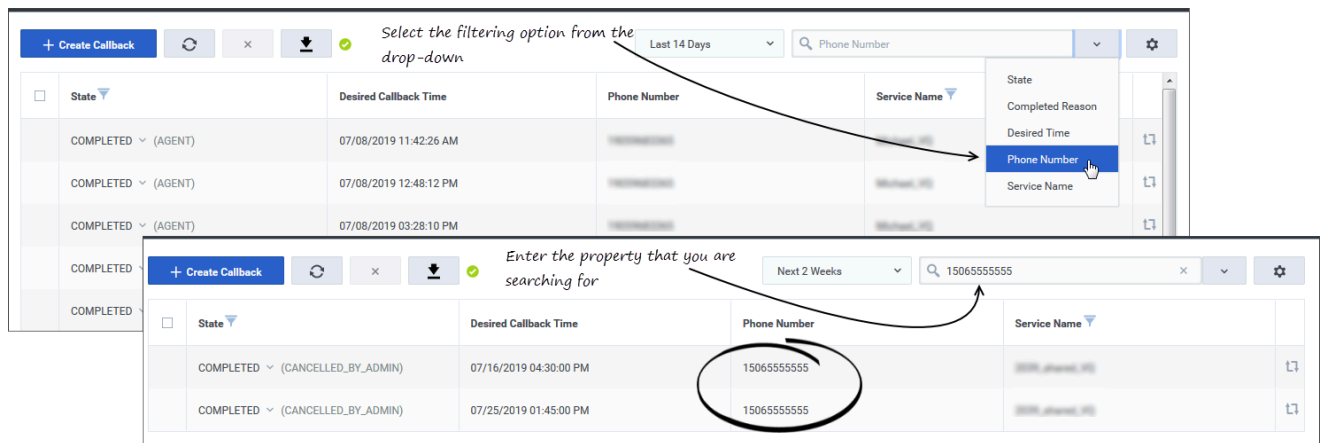 + Create Callback
Select the filtering option from the
drop-down
Last 14 Days
Phone Number
State
Desired Callback Time
Phone Number
Service Name
State
Completed Reason
Desired Time
Phone Number
Service Name
COMPLETED (AGENT)
07/08/2019 11:42:26 AM
COMPLETED (AGENT)
07/08/2019 12:48:12 PM
COMPLETED (AGENT)
07/08/2019 03:28:10 PM
COMPLETED
COMPLETED
+ Create Callback
Enter the property that you are
searching for
Next 2 Weeks
15065555555
State
Desired Callback Time
Phone Number
Service Name
COMPLETED (CANCELLED_BY_ADMIN)
07/16/2019 04:30:00 PM
15065555555
COMPLETED (CANCELLED_BY_ADMIN)
07/25/2019 01:45:00 PM
15065555555